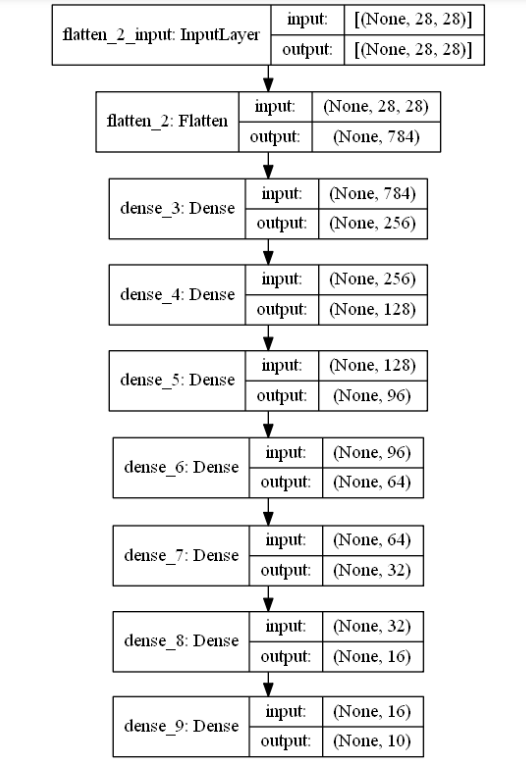 flatten_2_input: InputLayer
input: [(None, 28, 28)]
output: [(None, 28, 28)]
flatten_2: Flatten
input: (None, 28, 28)
output: (None, 784)
dense_3: Dense
input: (None, 784)
output: (None, 256)
dense_4: Dense
input: (None, 256)
output: (None, 128)
dense_5: Dense
input: (None, 128)
output: (None, 96)
dense_6: Dense
input: (None, 96)
output: (None, 64)
dense_7: Dense
input: (None, 64)
output: (None, 32)
dense_8: Dense
input: (None, 32)
output: (None, 16)
dense_9: Dense
input: (None, 16)
output: (None, 10)